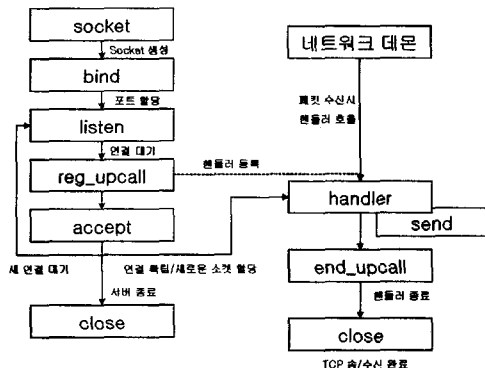 socket
Socket 생성
bind
포트 할당
listen
연결 대기
reg_upcall
핸들러 등록
accept
새 연결 대기
연결 확립/새로운 소켓 할당
서버 종료
close
네트워크 데몬
패킷 수신시
핸들러 호출
handler
send
end_upcall
핸들러 종료
close
TCP 송/수신 완료